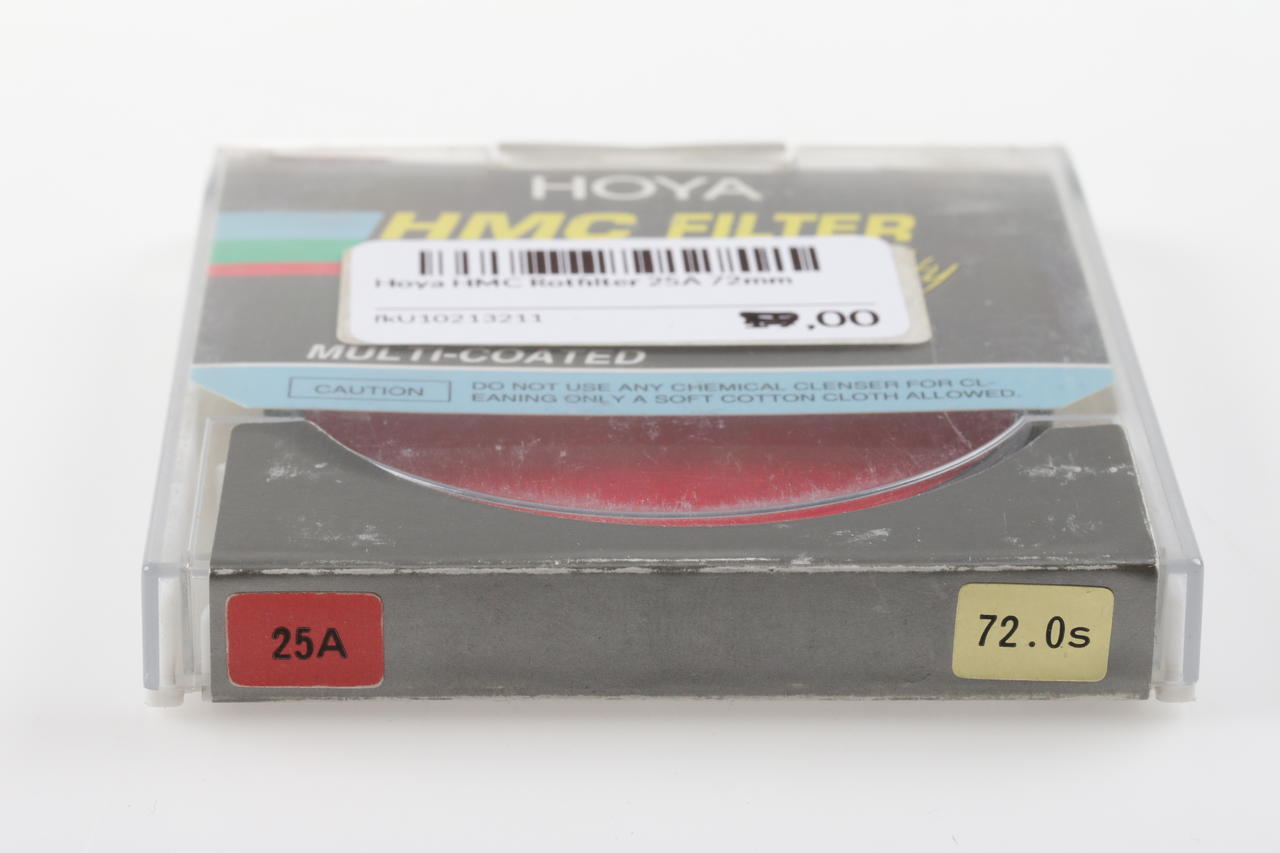 HOYA
HMC FILTER
Hoya HMC Rotfilter 25A 72mm
fkU10213211
,00
MULTI-COATED
CAUTION
DO NOT USE ANY CHEMICAL CLENSER FOR CL-
EANING ONLY A SOFT COTTON CLOTH ALLOWED.
25A
72.0s